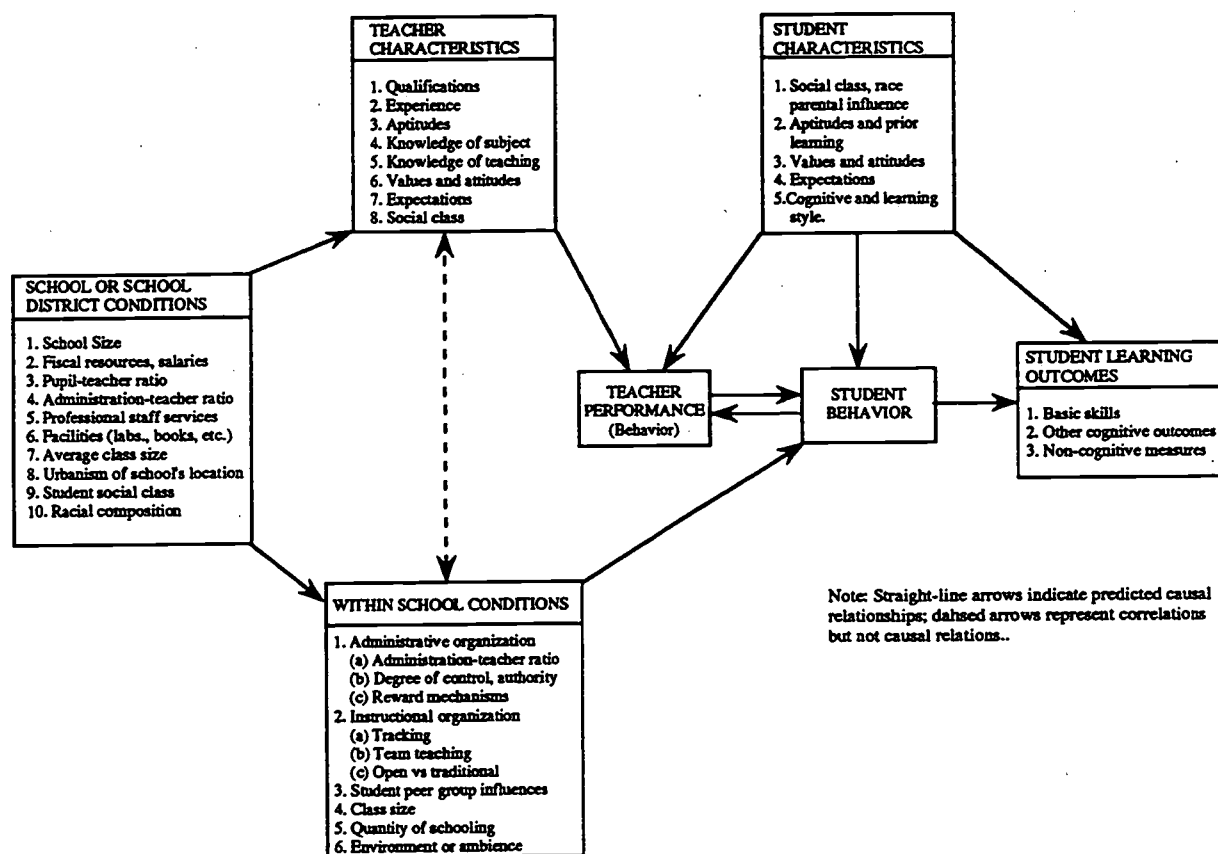 TEACHER
CHARACTERISTICS
1. Qualifications
2. Experience
3. Aptitudes
4. Knowledge of subject
5. Knowledge of teaching
6. Values and attitudes
7. Expectations
8. Social class
STUDENT
CHARACTERISTICS
1. Social class, race
parental influence
2. Aptitudes and prior
learning
3. Values and attitudes
4. Expectations
5.Cognitive and learning
style.
SCHOOL OR SCHOOL
DISTRICT CONDITIONS
1. School Size
2. Fiscal resources, salaries
3. Pupil-teacher ratio
4. Administration-teacher ratio
5. Professional staff services
6. Facilities (labs., books, etc.)
7. Average class size
8. Urbanism of school's location
9. Student social class
10. Racial composition
TEACHER
PERFORMANCE
(Behavior)
STUDENT
BEHAVIOR
STUDENT LEARNING
OUTCOMES
1. Basic skills
2. Other cognitive outcomes
3. Non-cognitive measures
WITHIN SCHOOL CONDITIONS
1. Administrative organization
(a) Administration-teacher ratio
(b) Degree of control, authority
(c) Reward mechanisms
2. Instructional organization
(a) Tracking
(b) Team teaching
(c) Open vs traditional
3. Student peer group influences
4. Class size
5. Quantity of schooling
6. Environment or ambience
Note: Straight-line arrows indicate predicted causal
relationships; dahsed arrows represent correlations
but not causal relations..